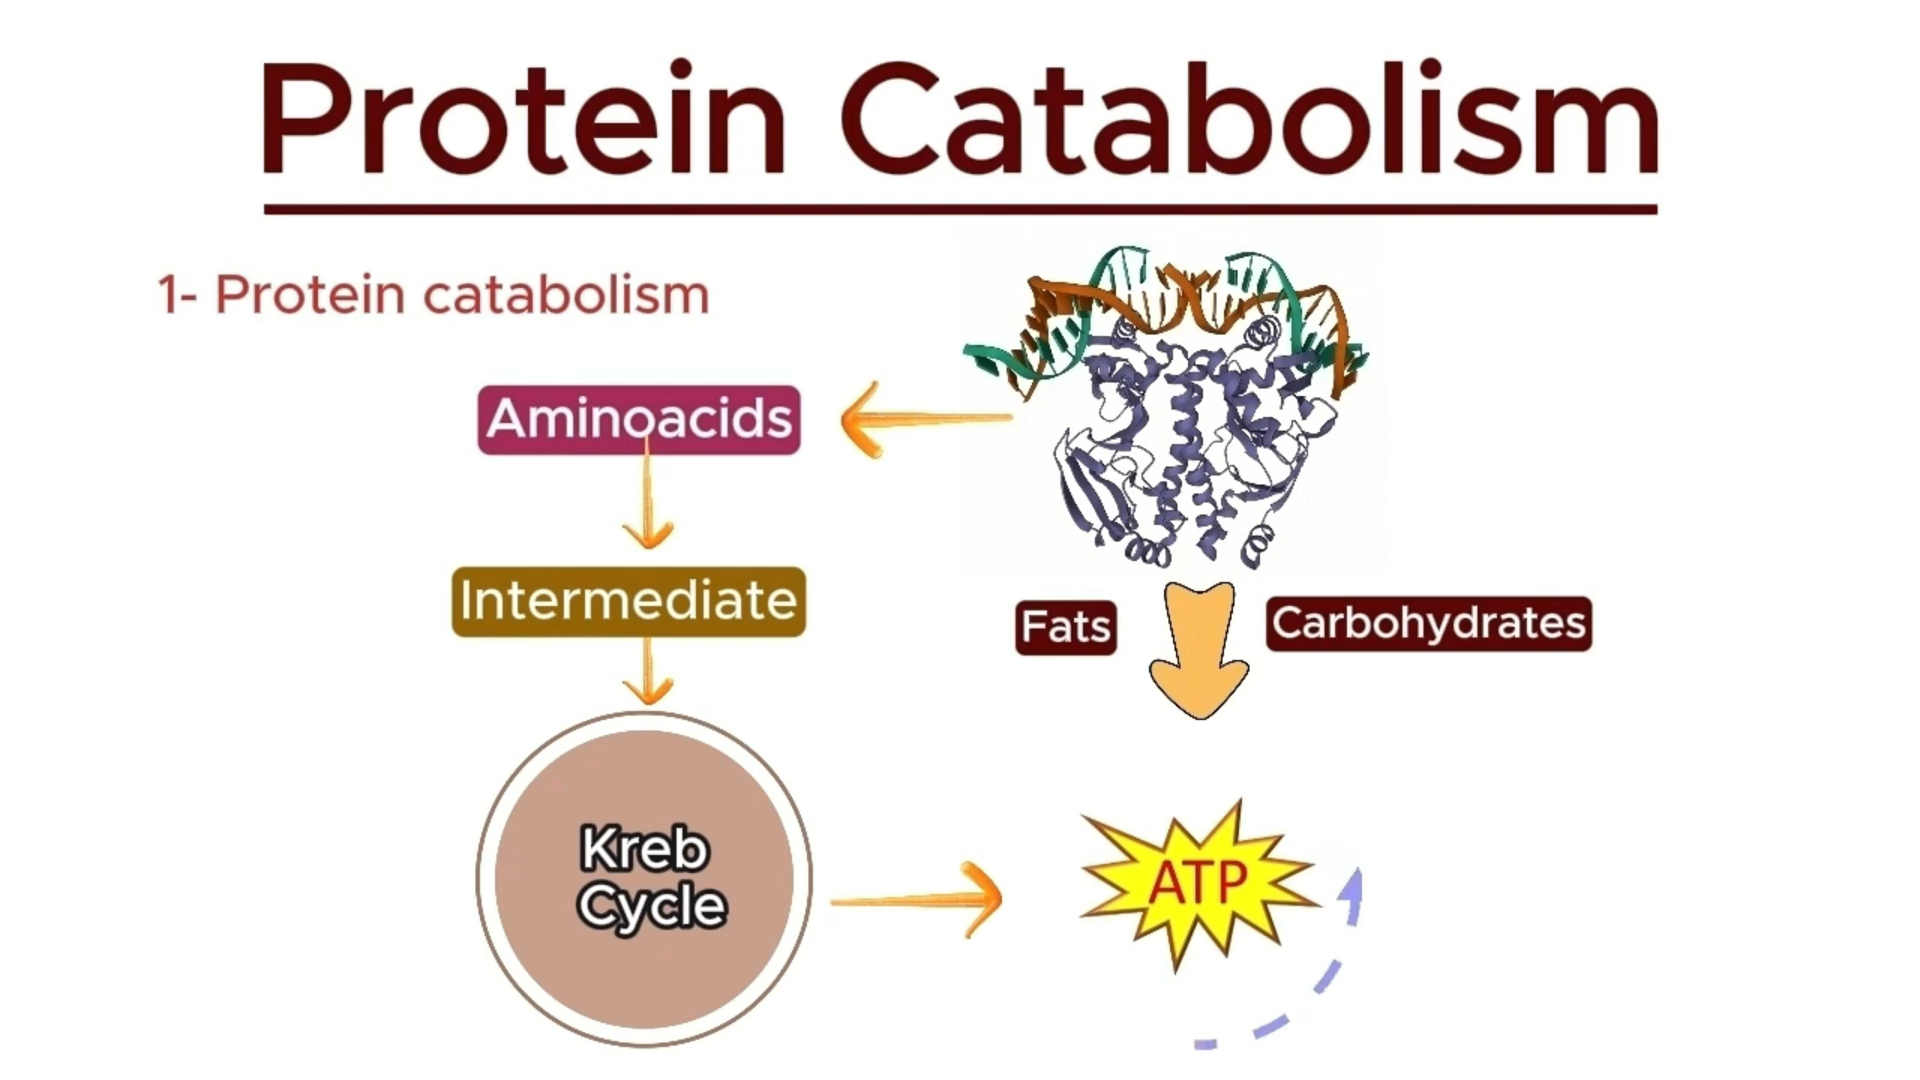 Protein Catabolism
1- Protein catabolism
Aminoacids
Intermediate
Fats
Carbohydrates
Kreb
Cycle
ATP